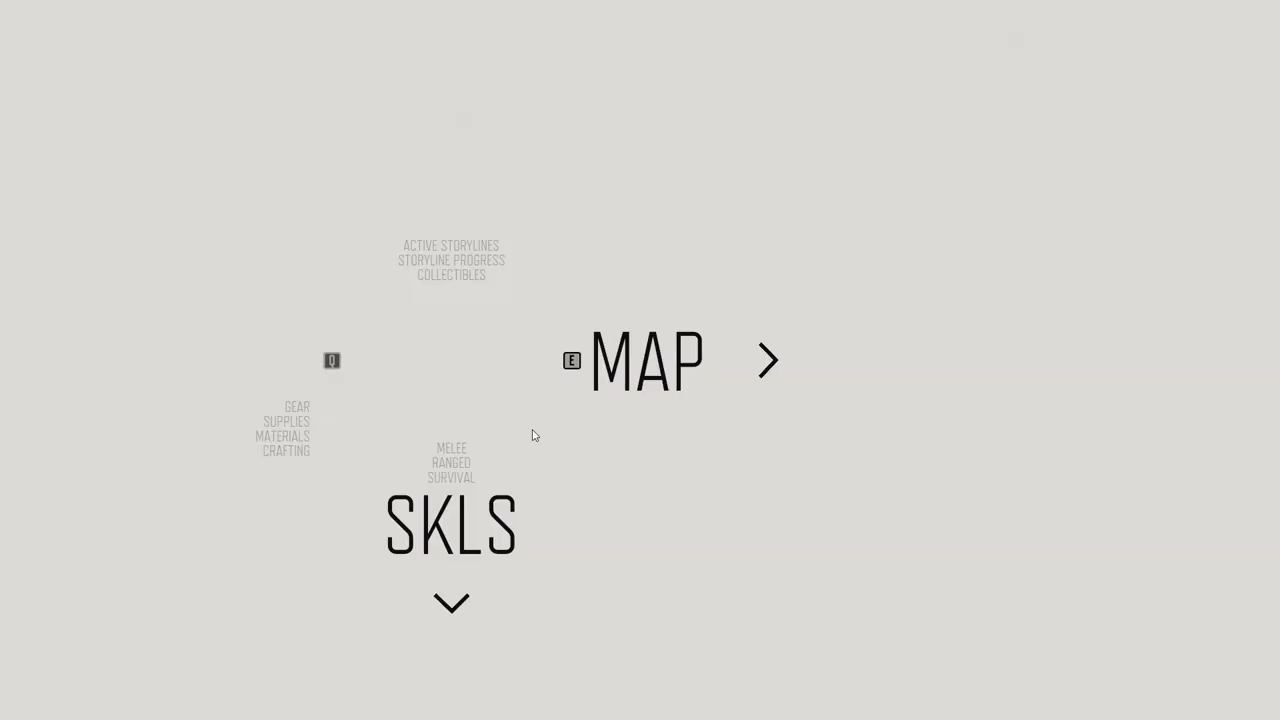 ACTIVE STORYLINES
STORYLINE PROGRESS
COLLECTIBLES
Q
E
MAP
GEAR
SUPPLIES
MATERIALS
CRAFTING
MELEE
RANGED
SURVIVAL
SKLS